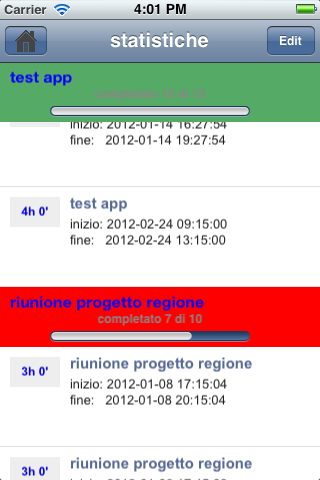 Carrier 4:01 PM
statistiche
Edit
test app
completato 10 di 10
inizio: 2012-01-14 16:27:54
fine: 2012-01-14 19:27:54
4h 0'
test app
inizio: 2012-02-24 09:15:00
fine: 2012-02-24 13:15:00
riunione progetto regione
completato 7 di 10
3h 0'
riunione progetto regione
inizio: 2012-01-08 17:15:04
fine: 2012-01-08 20:15:04
3h 0'
riunione progetto regione